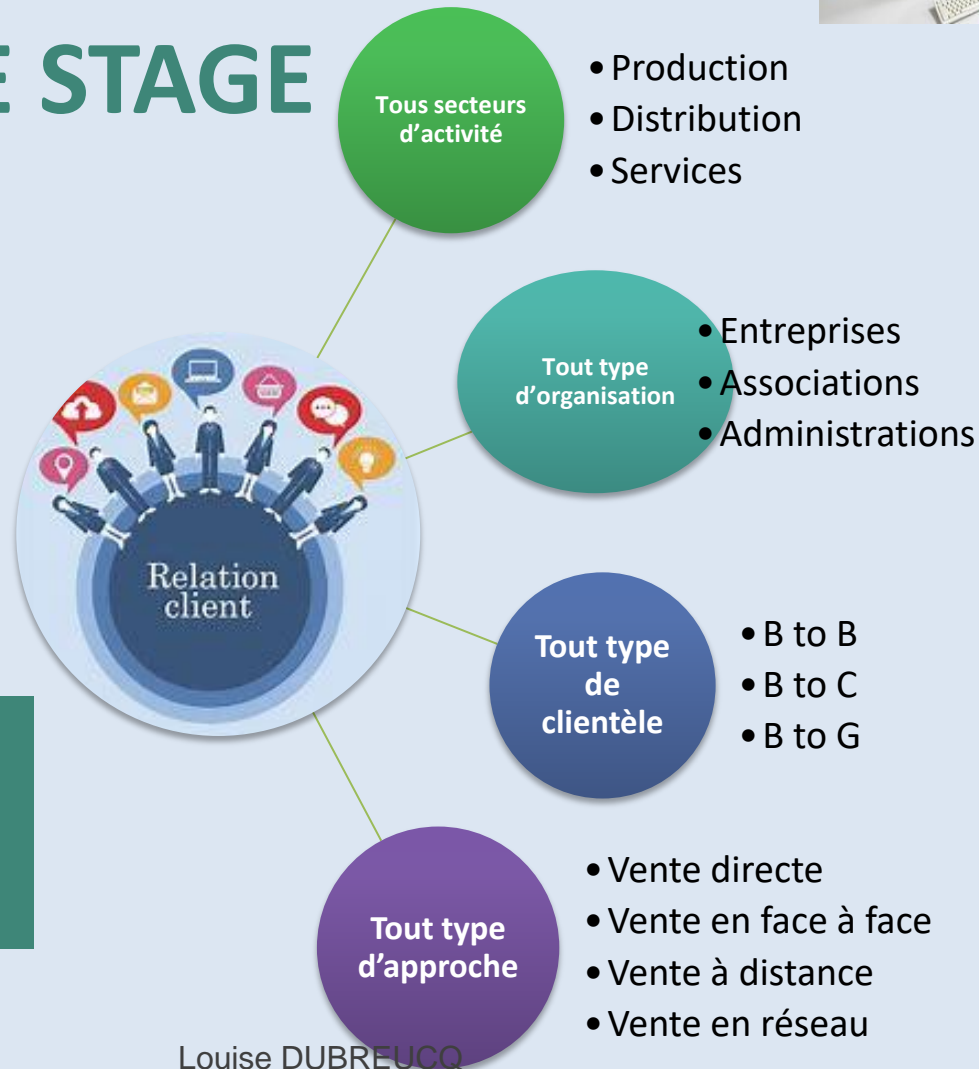 E STAGE
Tous secteurs
d’activité
• Production
• Distribution
• Services
Tout type
d’organisation
• Entreprises
• Associations
• Administrations
Relation
client
Tout type
de
clientèle
• B to B
• B to C
• B to G
Tout type
d’approche
• Vente directe
• Vente en face à face
• Vente à distance
• Vente en réseau
Louise DUBREUCQ